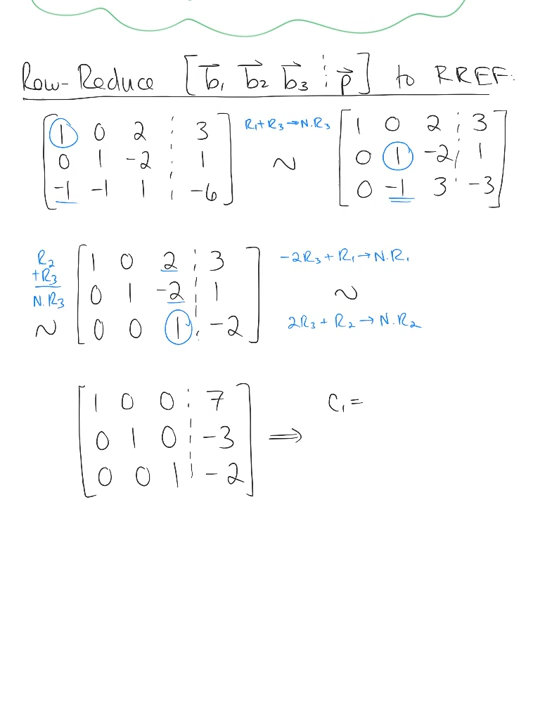 Row-Reduce [b⃗₁ b⃗₂ b⃗₃ ⋮ p⃗] to RREF:
[1 0 2 ⋮ 3] R₁+R₃→N.R₃ [1 0 2 ⋮ 3]
[0 1 -2 ⋮ 1] ~ [0 1 -2 ⋮ 1]
[-1 -1 1 ⋮ -6] [0 -1 3 ⋮ -3]
R₂ [1 0 2 ⋮ 3] -2R₃+R₁→N.R₁
+R₃ [0 1 -2 ⋮ 1] ~
N.R₃ ~ [0 0 1 ⋮ -2] 2R₃+R₂→N.R₂
[1 0 0 ⋮ 7] C₁=
[0 1 0 ⋮ -3] ⟹
[0 0 1 ⋮ -2]